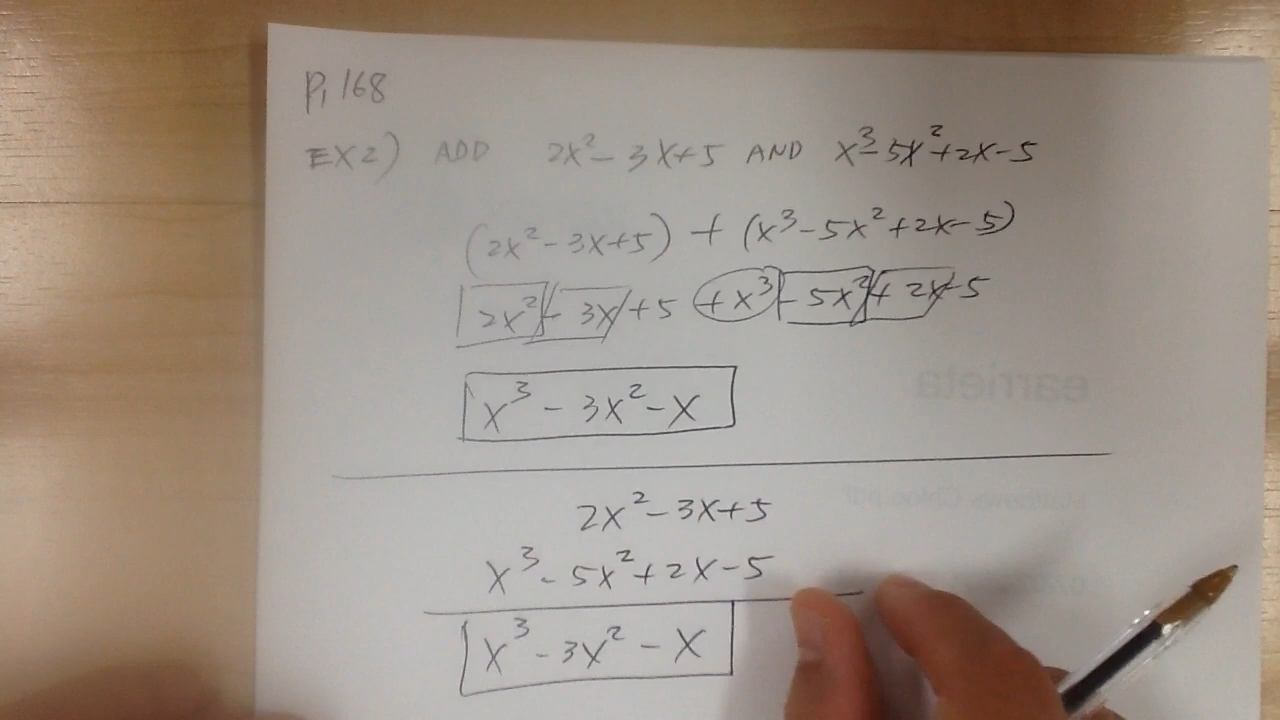 P, 168
EX2) ADD 2x² - 3x+5 AND x³-5x²+2x-5
(2x² - 3x+5) + (x³-5x²+2x-5)
2x² - 3x +5 +x³ - 5x² + 2x -5
x³ - 3x² - x
earrieta
2x² - 3x+5
x³ - 5x² + 2x - 5
x³ - 3x² - x